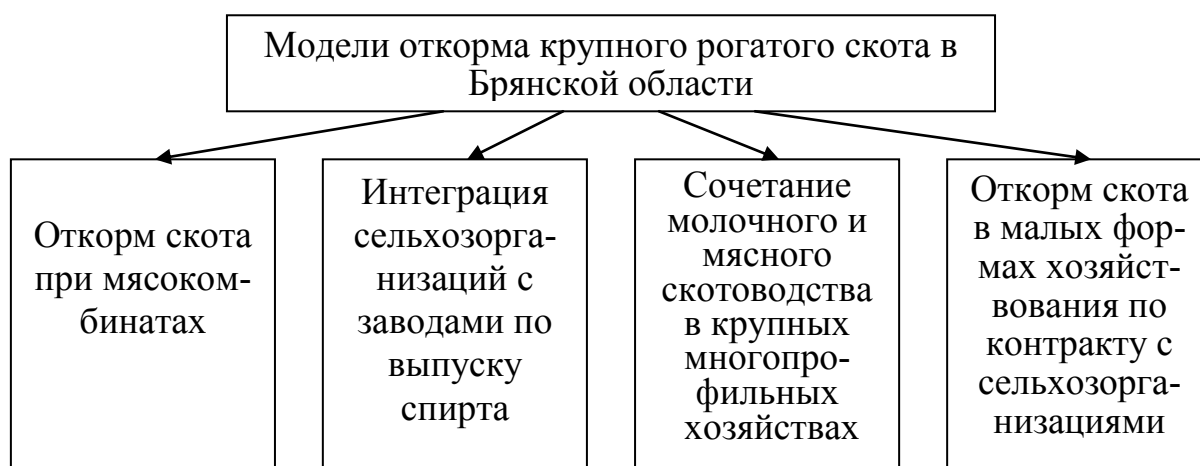 Модели откорма крупного рогатого скота в
Брянской области
Откорм скота
при мясоком-
бинатах
Интеграция
сельхозорга-
низаций с
заводами по
выпуску
спирта
Сочетание
молочного и
мясного
скотоводства
в крупных
многопро-
фильных
хозяйствах
Откорм скота
в малых фор-
мах хозяйст-
вования по
контракту с
сельхозорга-
низациями